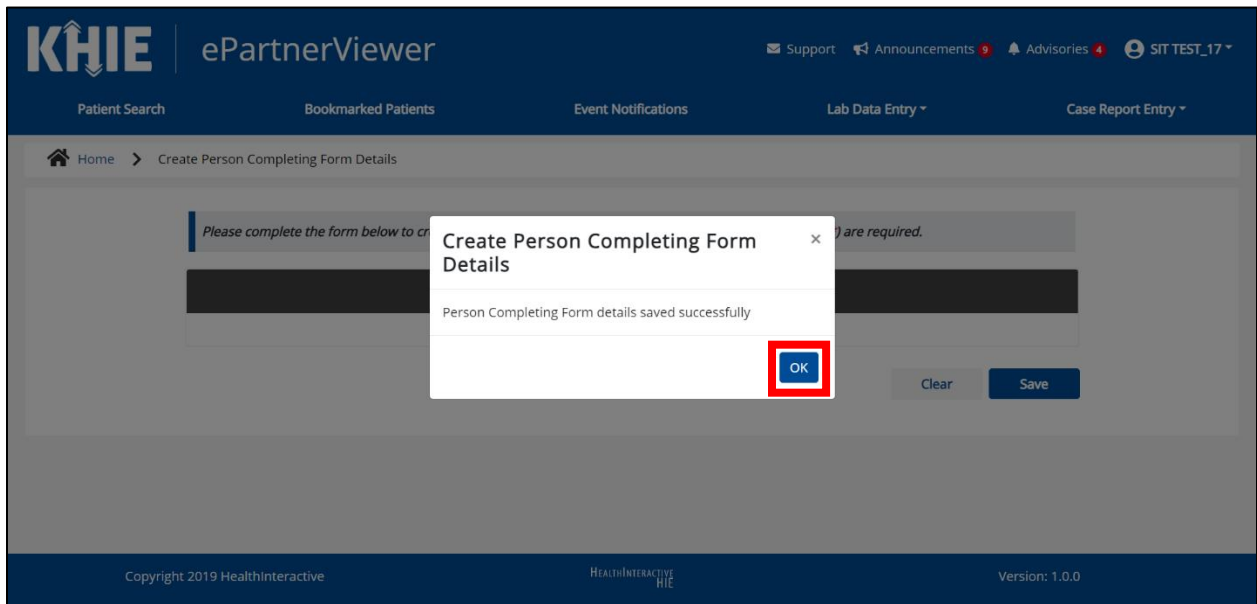 KHIE ePartnerViewer
Support Announcements 9 Advisories 4 SIT TEST_17
Patient Search Bookmarked Patients Event Notifications Lab Data Entry Case Report Entry
Home > Create Person Completing Form Details
Please complete the form below to cr ) are required.
Create Person Completing Form
Details
×
Person Completing Form details saved successfully
OK
Clear Save
Copyright 2019 HealthInteractive HEALTHINTERACTIVE Version: 1.0.0
HIE